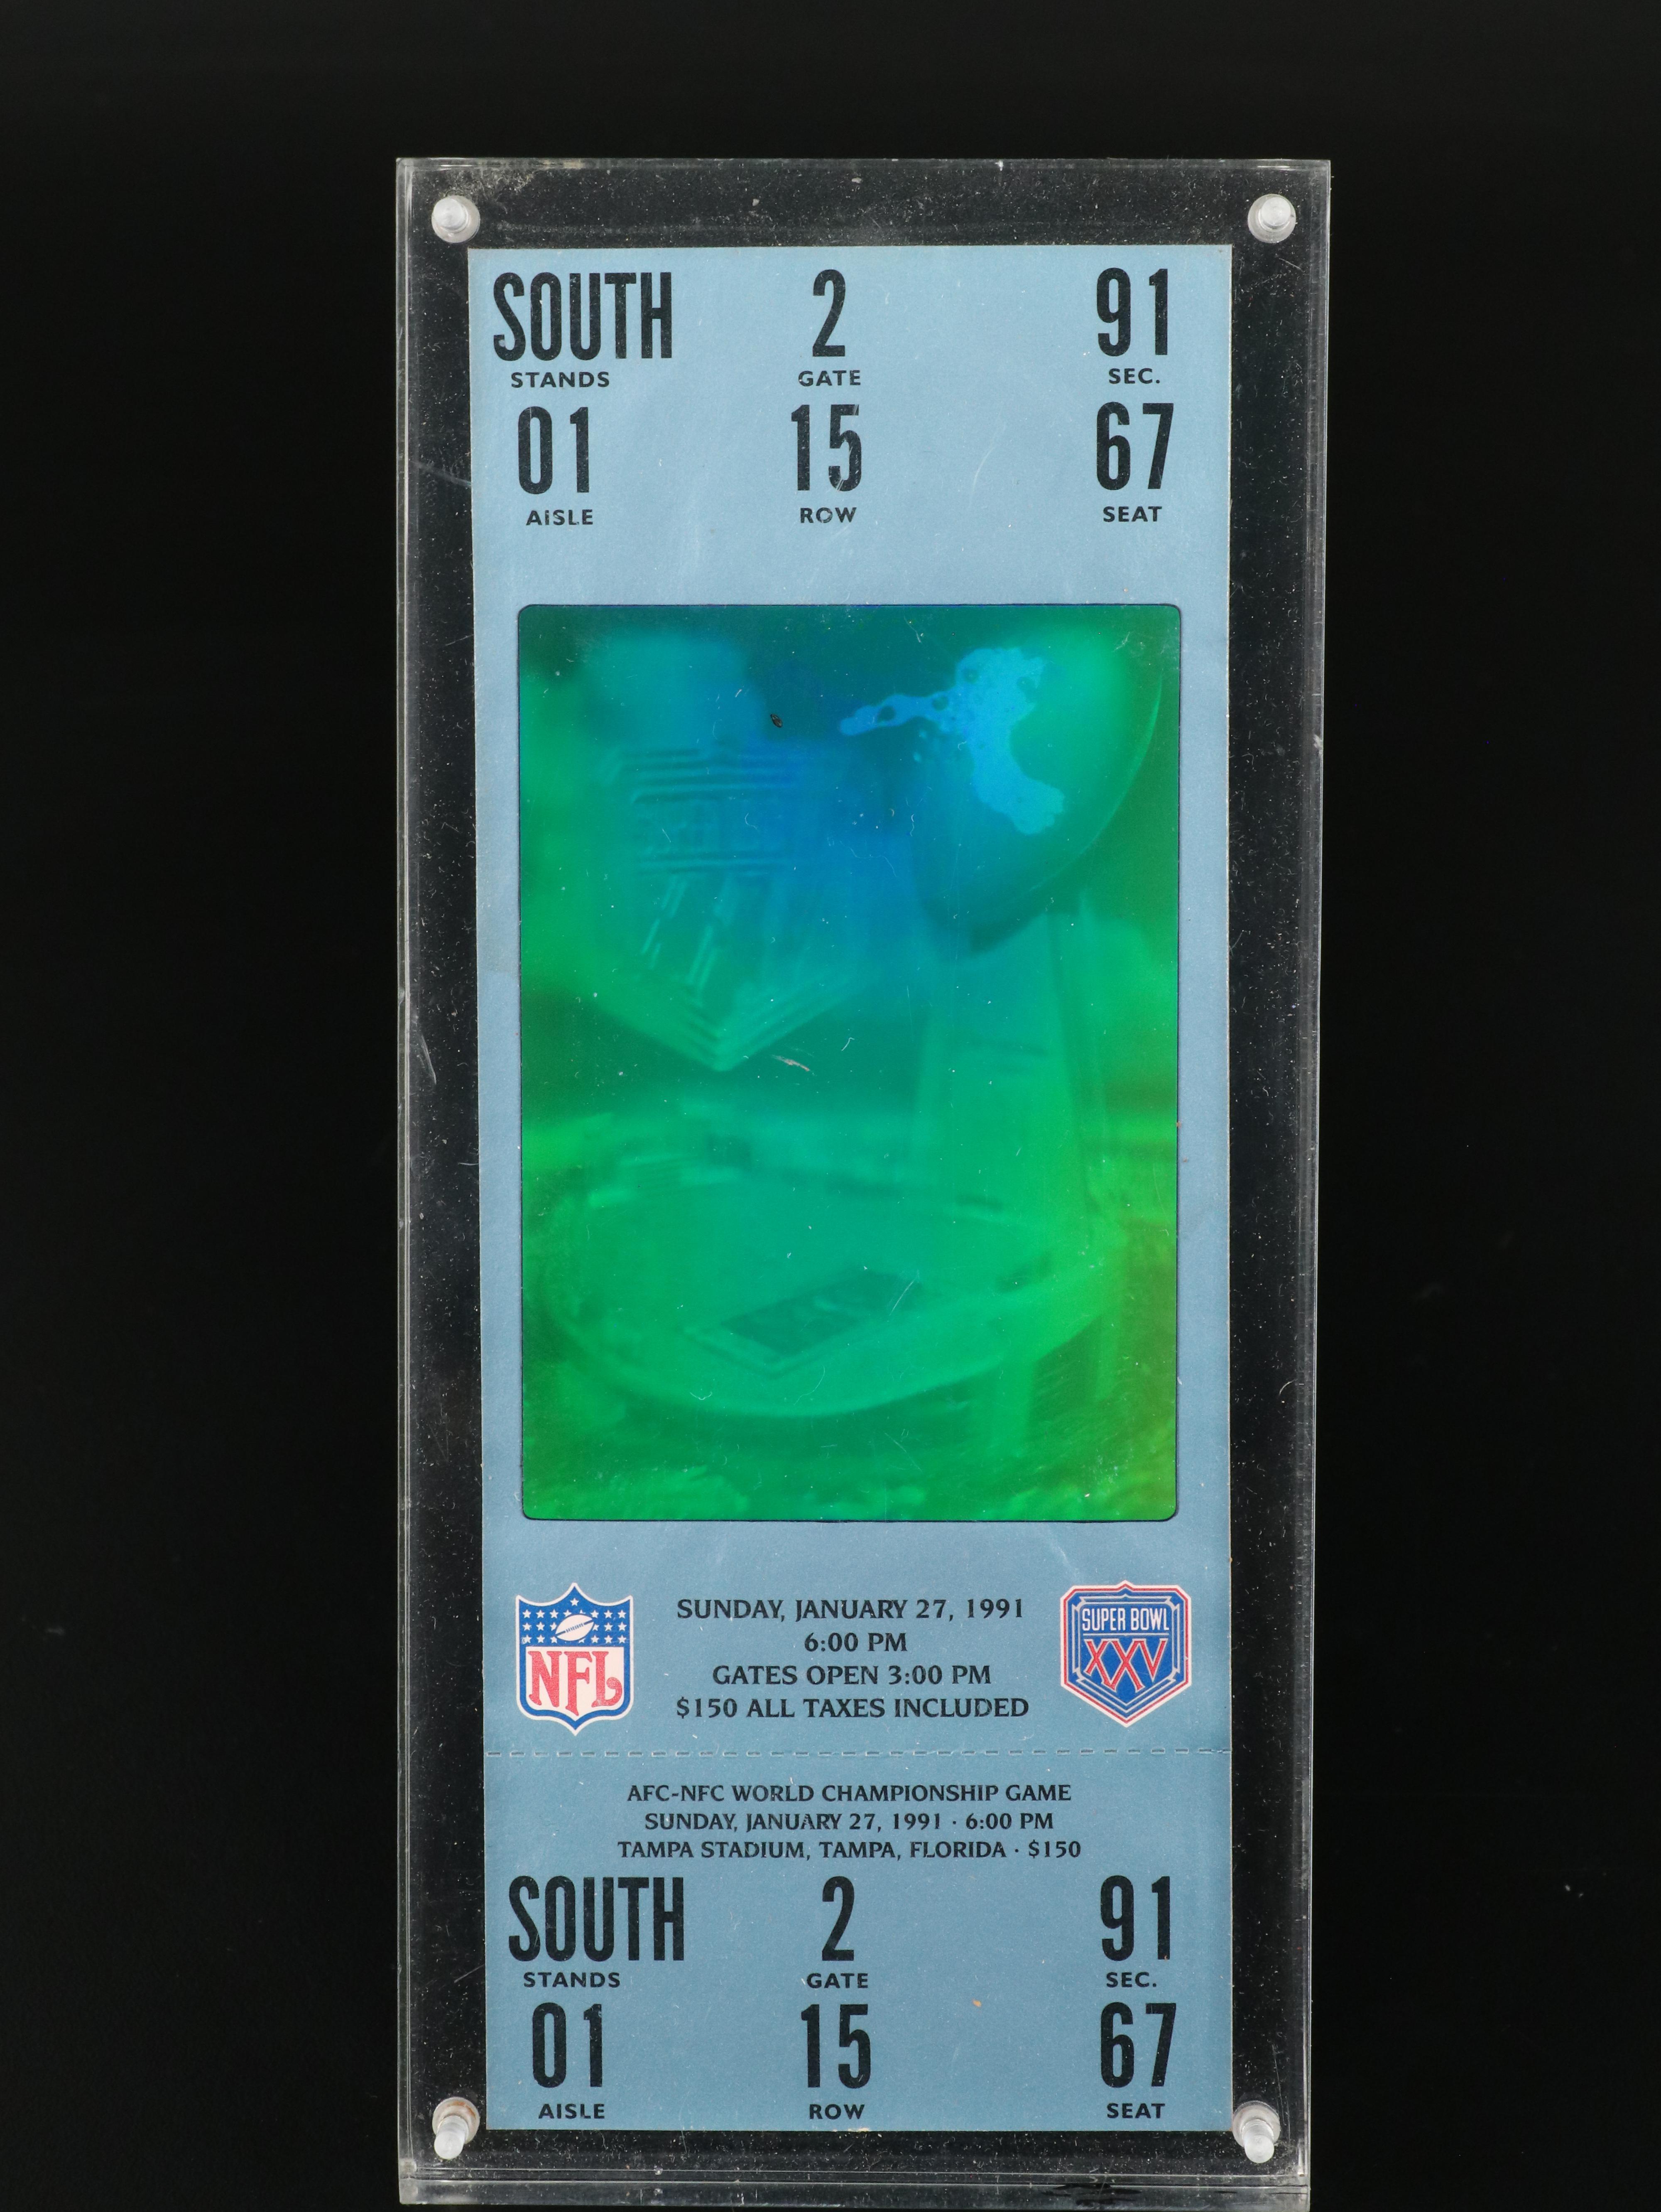 SOUTH 2 91
STANDS GATE SEC.
01 15 67
AISLE ROW SEAT
NFL
SUNDAY, JANUARY 27, 1991
6:00 PM
GATES OPEN 3:00 PM
$150 ALL TAXES INCLUDED
SUPER BOWL
XXV
AFC-NFC WORLD CHAMPIONSHIP GAME
SUNDAY, JANUARY 27, 1991 · 6:00 PM
TAMPA STADIUM, TAMPA, FLORIDA · $150
SOUTH 2 91
STANDS GATE SEC.
01 15 67
AISLE ROW SEAT